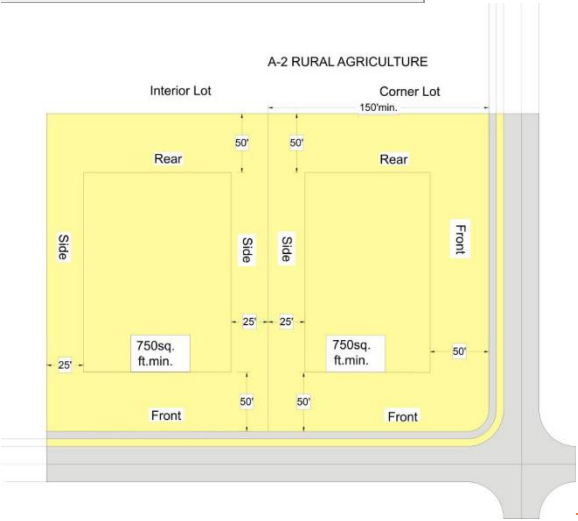 A-2 RURAL AGRICULTURE
Interior Lot
Corner Lot
150'min.
50'
50'
Rear
Rear
Side
Side
Side
Front
25'
25'
750sq.
ft.min.
750sq.
ft.min.
50'
25'
50'
50'
Front
Front